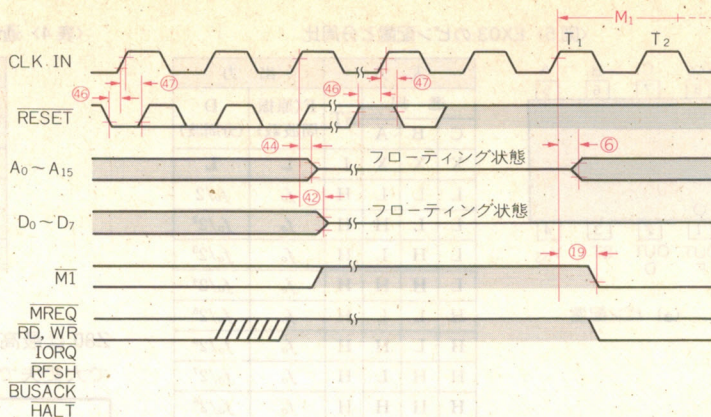 M₁
T₁ T₂
CLK IN
㊻ ㊼ ㊻ ㊼
RESET
㊹ ⑥
A₀～A₁₅ フローティング状態
㊷
D₀～D₇ フローティング状態
⑲
M1
MREQ
RD, WR
IORQ
RFSH
BUSACK
HALT